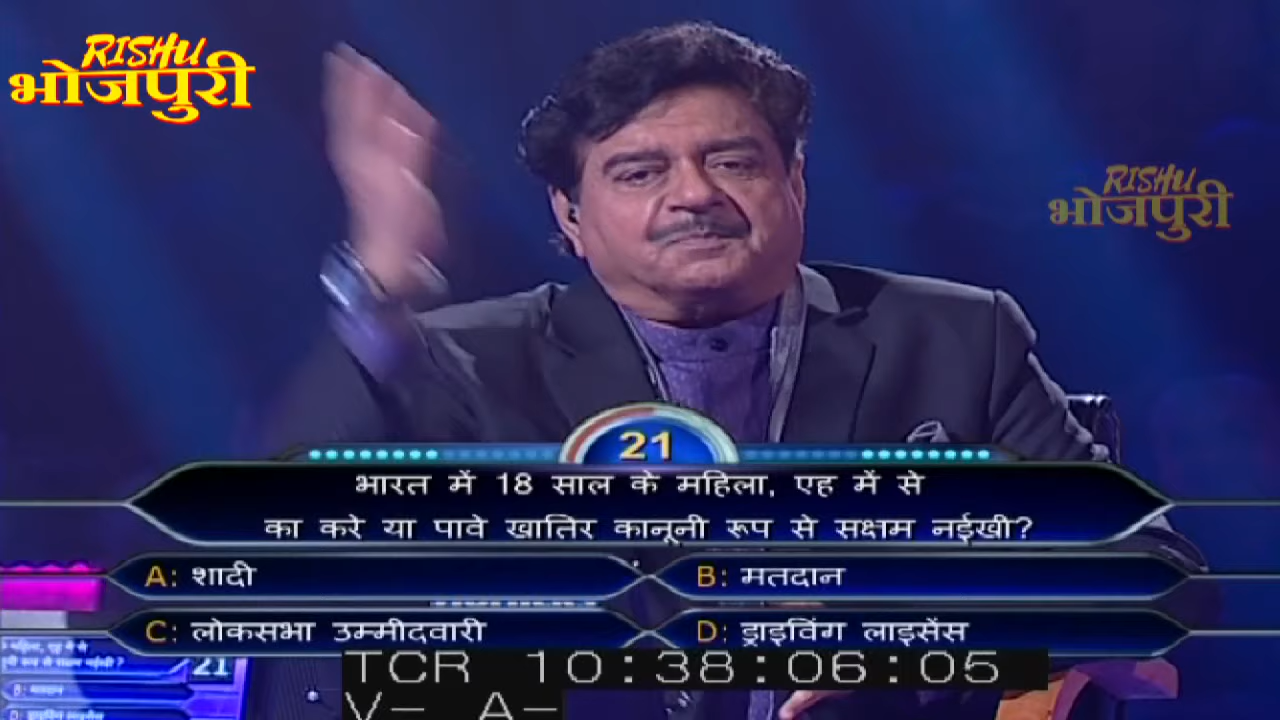 RISHU
भोजपुरी
RISHU
भोजपुरी
21
भारत में 18 साल के महिला, एह में से
का करे या पावे खातिर कानूनी रूप से सक्षम नईखी?
A: शादी
B: मतदान
C: लोकसभा उम्मीदवारी
D: ड्राइविंग लाइसेंस
21
TCR 10:38:06:05
V- A-